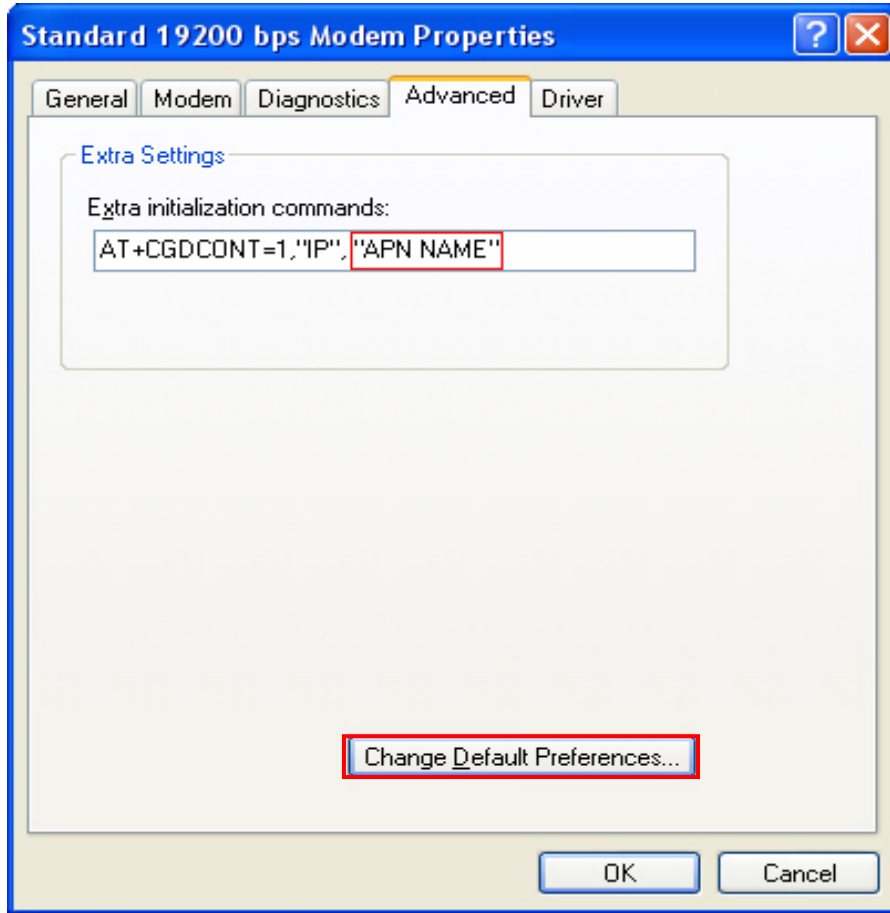 Standard 19200 bps Modem Properties
General Modem Diagnostics Advanced Driver
Extra Settings
Extra initialization commands:
AT+CGDCONT=1,"IP", "APN NAME"
Change Default Preferences...
OK Cancel